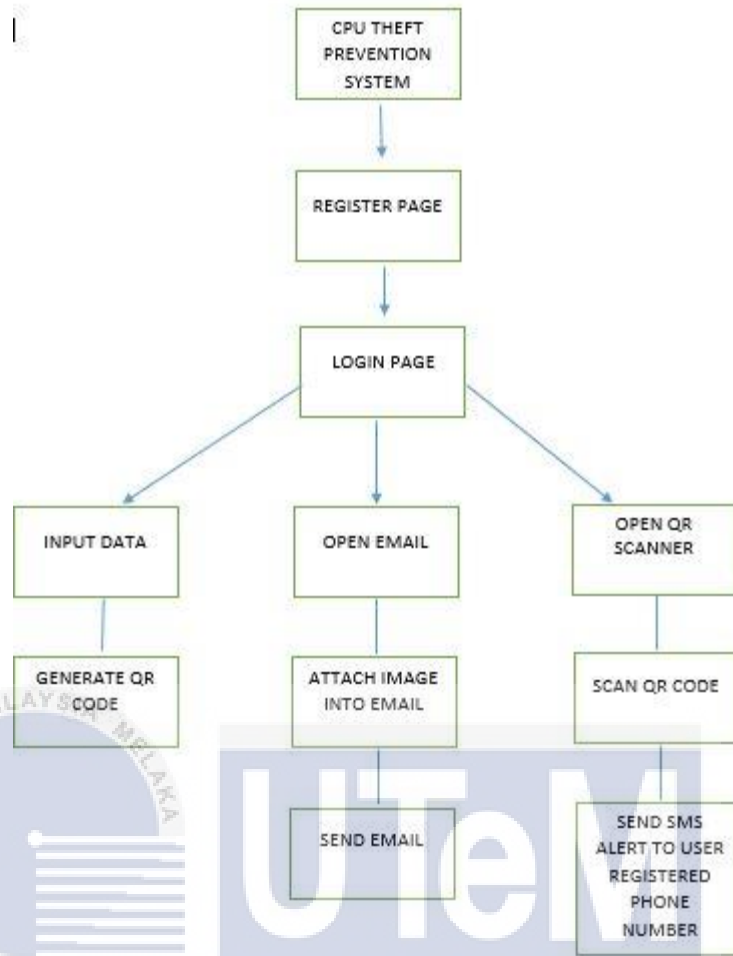 CPU THEFT
PREVENTION
SYSTEM
REGISTER PAGE
LOGIN PAGE
INPUT DATA
OPEN EMAIL
OPEN QR
SCANNER
GENERATE QR
CODE
ATTACH IMAGE
INTO EMAIL
SCAN QR CODE
SEND EMAIL
SEND SMS
ALERT TO USER
REGISTERED
PHONE
NUMBER
MELAKA
UTeM